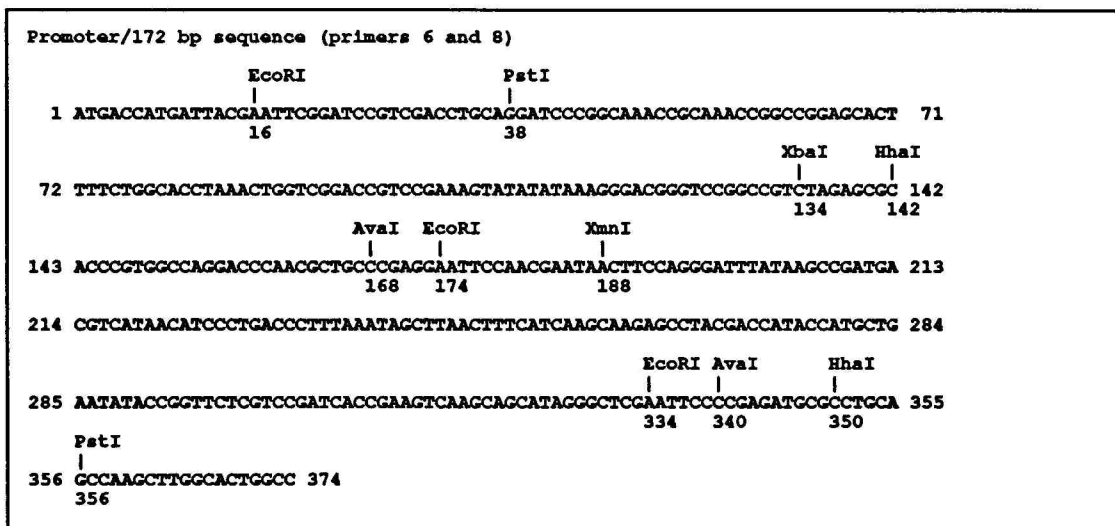 Promoter/172 bp sequence (primers 6 and 8)
EcoRI PstI
1 ATGACCATGATTACGAATTCGGATCCGTCGACCTGCAGGATCCCGGCAAACCGCAAACCGGCCGGAGCACT 71
16 38
XbaI HhaI
72 TTTCTGGCACCTAAACTGGTCGGACCGTCCGAAAGTATATATAAAGGGACGGGTCCGGCCGTCTAGAGCGC 142
134 142
AvaI EcoRI XmnI
143 ACCCGTGGCCAGGACCCAACGCTGCCCGAGGAATTCCAACGAATAACTTCCAGGGATTTATAAGCCGATGA 213
168 174 188
214 CGTCATAACATCCCTGACCCTTTAAATAGCTTAACTTTCATCAAGCAAGAGCCTACGACCATACCATGCTG 284
EcoRI AvaI HhaI
285 AATATACCGGTTCTCGTCCGATCACCGAAGTCAAGCAGCATAGGGCTCGAATTCCCCGAGATGCGCCTGCA 355
334 340 350
PstI
356 GCCAAGCTTGGCACTGGCC 374
356